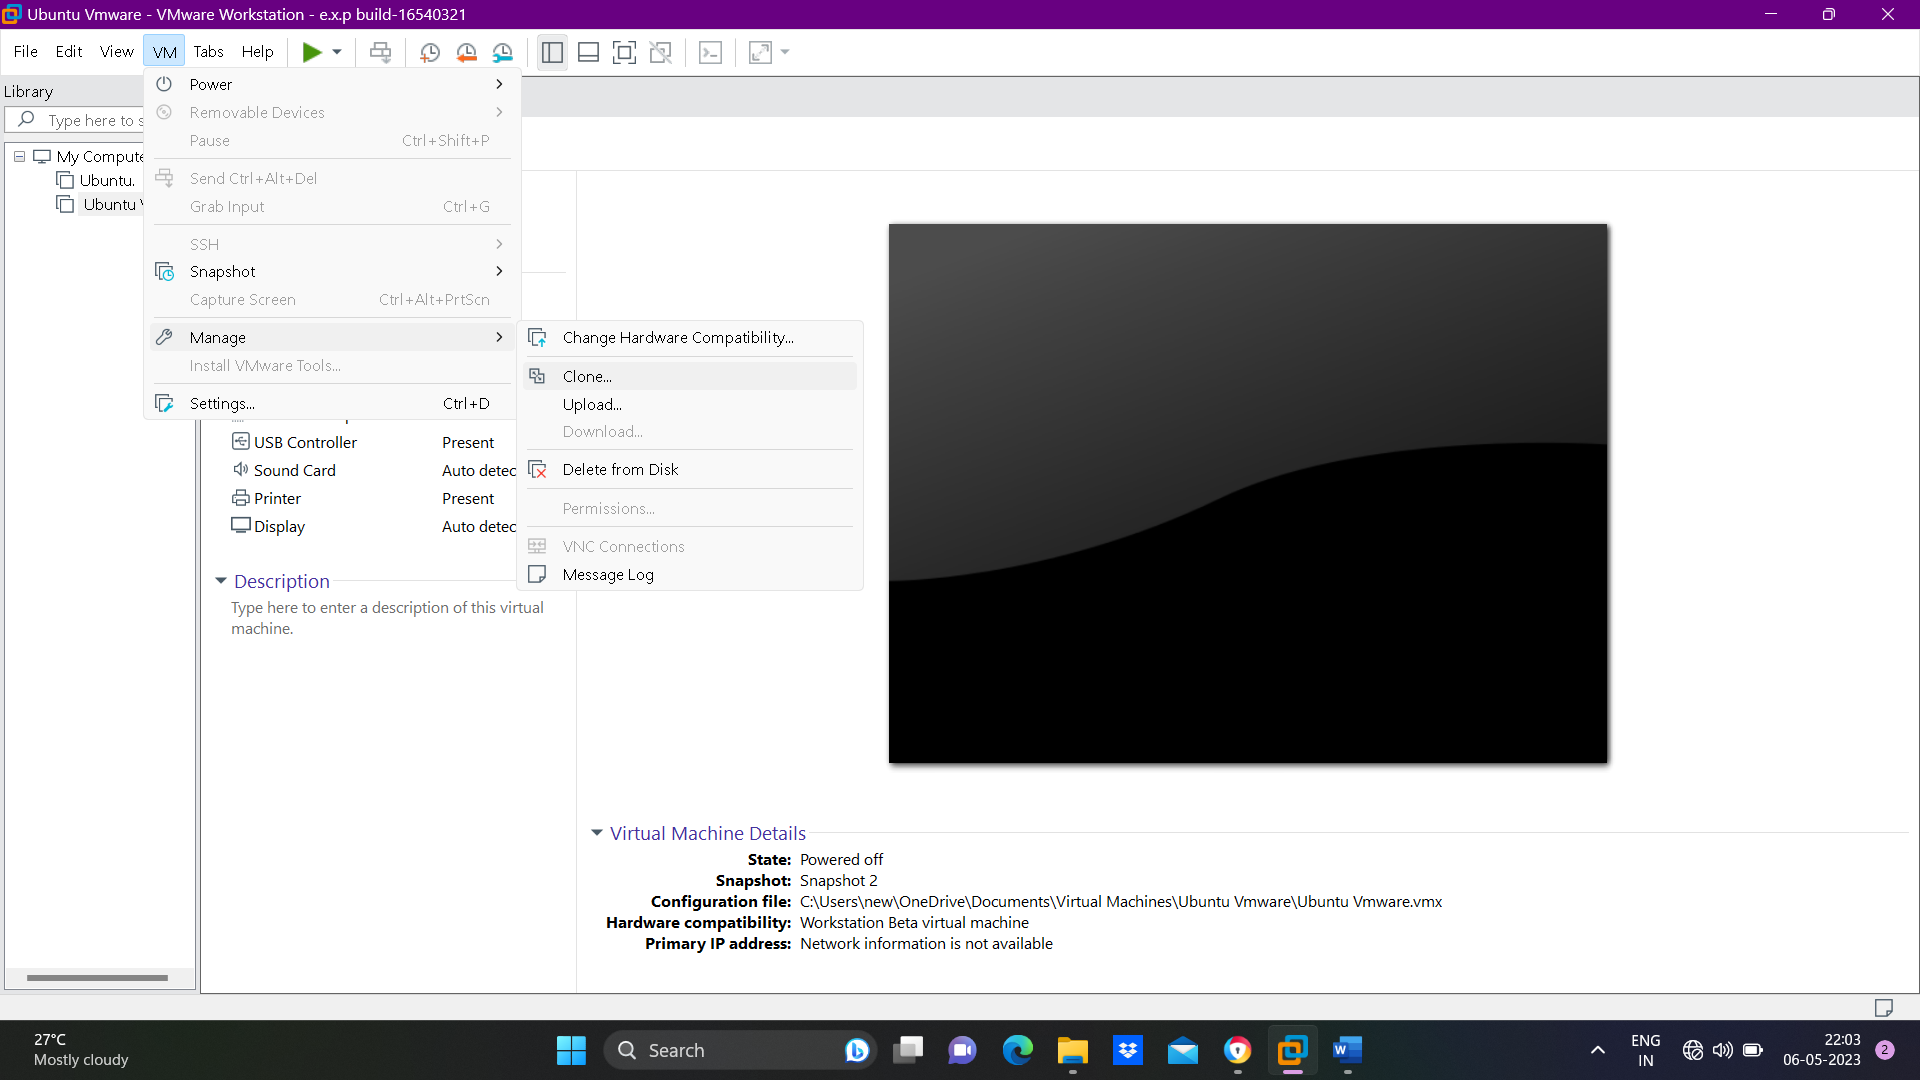 Ubuntu Vmware - VMware Workstation - e.x.p build-16540321
File Edit View VM Tabs Help
Library
Type here to s
My Compute
Ubuntu.
Ubuntu V
Power
Removable Devices
Pause Ctrl+Shift+P
Send Ctrl+Alt+Del
Grab Input Ctrl+G
SSH
Snapshot
Capture Screen Ctrl+Alt+PrtScn
Manage
Install VMware Tools...
Settings... Ctrl+D
Change Hardware Compatibility...
Clone...
Upload...
Download...
Delete from Disk
Permissions...
VNC Connections
Message Log
USB Controller Present
Sound Card Auto detec
Printer Present
Display Auto detec
Description
Type here to enter a description of this virtual
machine.
Virtual Machine Details
State: Powered off
Snapshot: Snapshot 2
Configuration file: C:\Users\new\OneDrive\Documents\Virtual Machines\Ubuntu Vmware\Ubuntu Vmware.vmx
Hardware compatibility: Workstation Beta virtual machine
Primary IP address: Network information is not available
27°C
Mostly cloudy
Search
W
ENG
IN
22:03
06-05-2023
2